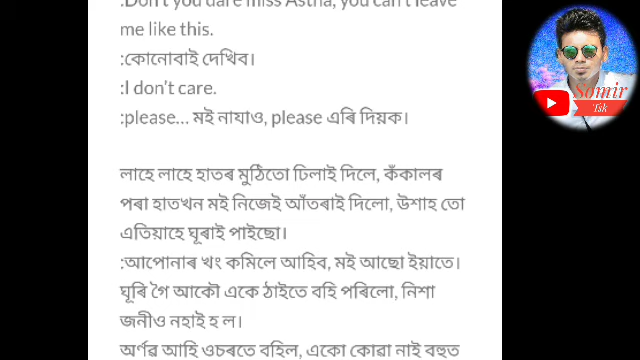 :Don't you dare miss Astha, you can't leave
me like this.
:কোনোবাই দেখিব।
:I don't care.
:please... মই নাযাও, please এৰি দিয়ক।
লাহে লাহে হাতৰ মুঠিতো ঢিলাই দিলে, কঁকালৰ
পৰা হাতখন মই নিজেই আঁতৰাই দিলো, উশাহ তো
এতিয়াহে ঘূৰাই পাইছো।
:আপোনাৰ খং কমিলে আহিব, মই আছো ইয়াতে।
ঘূৰি গৈ আকৌ একে ঠাইতে বহি পৰিলো, নিশা
জনীও নহাই হ ল।
অৰ্ণৱ আহি ওচৰতে বহিল, একো কোৱা নাই বহুত
Somir
Tsk